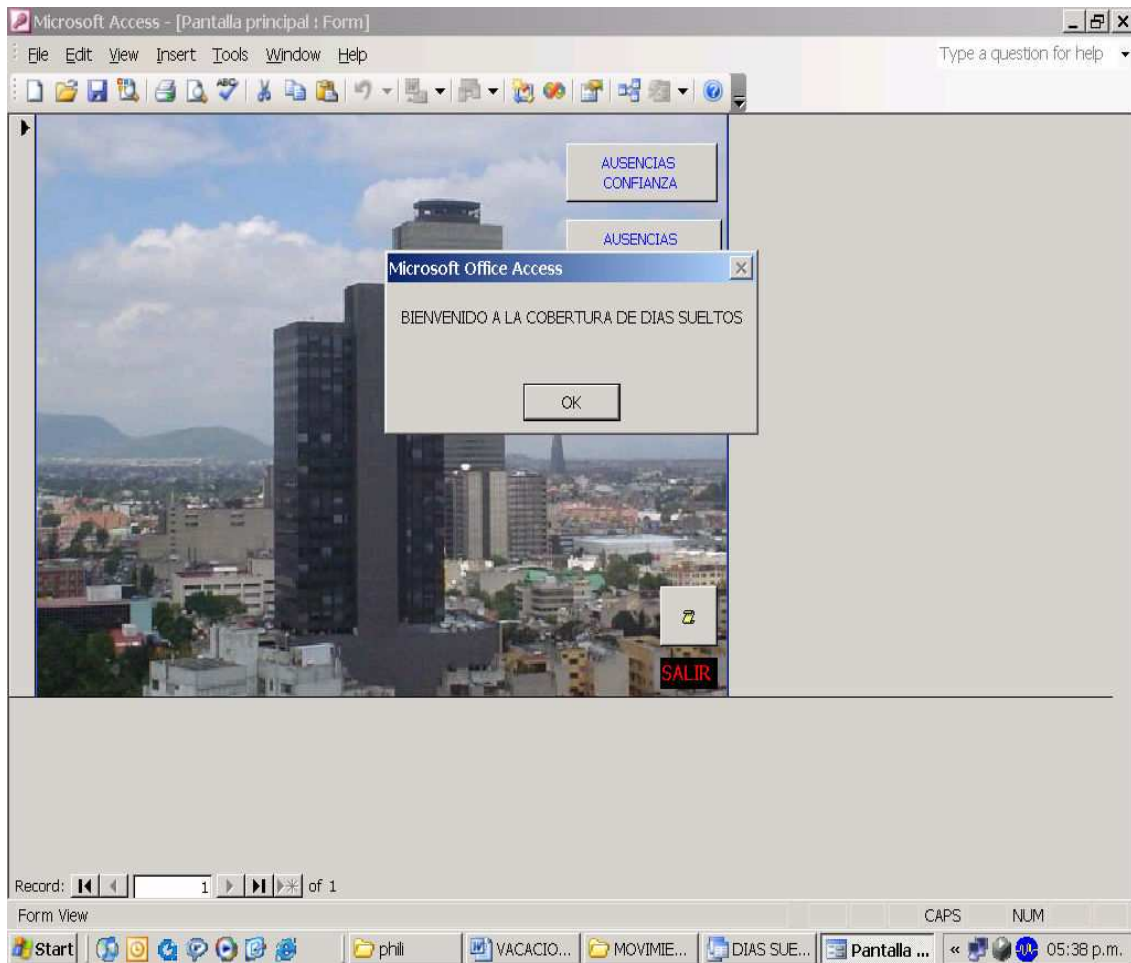 Microsoft Access - [Pantalla principal : Form]
File Edit View Insert Tools Window Help
Type a question for help
AUSENCIAS
CONFIANZA
AUSENCIAS
Microsoft Office Access
BIENVENIDO A LA COBERTURA DE DIAS SUELTOS
OK
SALIR
Record: 1 of 1
Form View
CAPS NUM
Start phili VACACIO... MOVIMIE... DIAS SUE... Pantalla ... « 05:38 p.m.